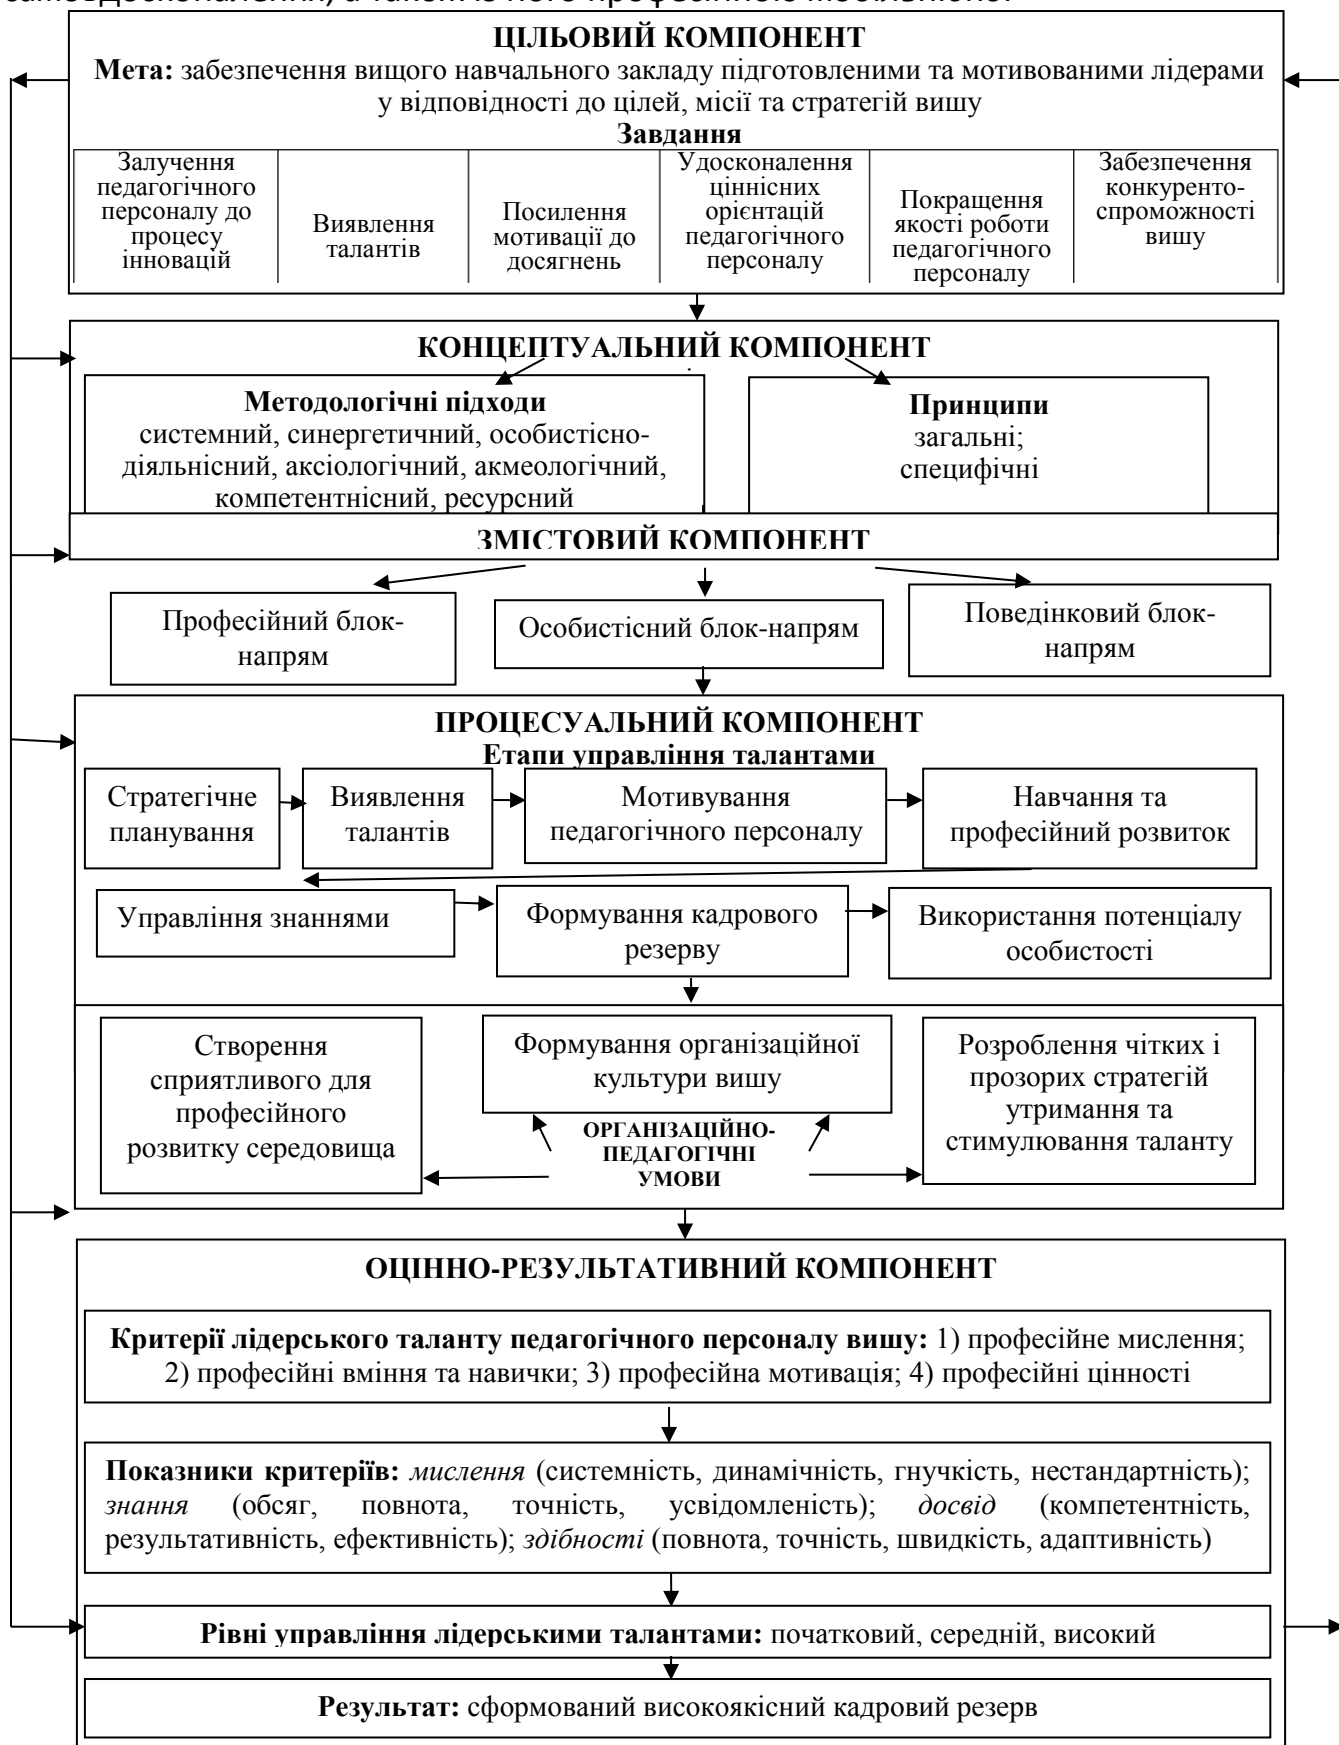 ЦІЛЬОВИЙ КОМПОНЕНТ
Мета: забезпечення вищого навчального закладу підготовленими та мотивованими лідерами
у відповідності до цілей, місії та стратегій вишу
Завдання
Залучення
педагогічного
персоналу до
процесу
інновацій
Виявлення
талантів
Посилення
мотивації до
досягнень
Удосконалення
ціннісних
орієнтацій
педагогічного
персоналу
Покращення
якості роботи
педагогічного
персоналу
Забезпечення
конкуренто-
спроможності
вишу
КОНЦЕПТУАЛЬНИЙ КОМПОНЕНТ
Методологічні підходи
системний, синергетичний, особистісно-
діяльнісний, аксіологічний, акмеологічний,
компетентнісний, ресурсний
Принципи
загальні;
специфічні
ЗМІСТОВИЙ КОМПОНЕНТ
Професійний блок-
напрям
Особистісний блок-напрям
Поведінковий блок-
напрям
ПРОЦЕСУАЛЬНИЙ КОМПОНЕНТ
Етапи управління талантами
Стратегічне
планування
Виявлення
талантів
Мотивування
педагогічного персоналу
Навчання та
професійний розвиток
Управління знаннями
Формування кадрового
резерву
Використання потенціалу
особистості
Створення
сприятливого для
професійного
розвитку середовища
Формування організаційної
культури вишу
Розроблення чітких і
прозорих стратегій
утримання та
стимулювання таланту
ОРГАНІЗАЦІЙНО-
ПЕДАГОГІЧНІ
УМОВИ
ОЦІННО-РЕЗУЛЬТАТИВНИЙ КОМПОНЕНТ
Критерії лідерського таланту педагогічного персоналу вишу: 1) професійне мислення;
2) професійні вміння та навички; 3) професійна мотивація; 4) професійні цінності
Показники критеріїв: мислення (системність, динамічність, гнучкість, нестандартність);
знання (обсяг, повнота, точність, усвідомленість); досвід (компетентність,
результативність, ефективність); здібності (повнота, точність, швидкість, адаптивність)
Рівні управління лідерськими талантами: початковий, середній, високий
Результат: сформований високоякісний кадровий резерв